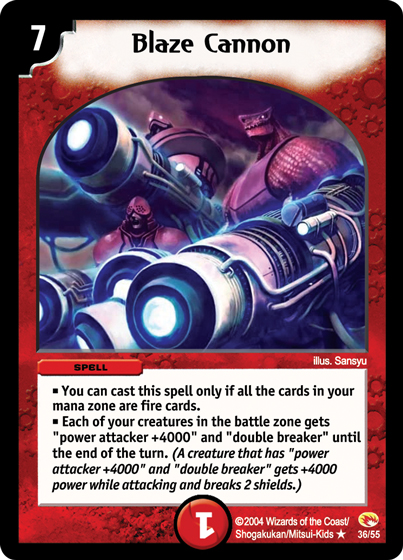 7
Blaze Cannon
illus. Sansyu
SPELL
▪ You can cast this spell only if all the cards in your
mana zone are fire cards.
▪ Each of your creatures in the battle zone gets
"power attacker +4000" and "double breaker" until
the end of the turn. (A creature that has "power
attacker +4000" and "double breaker" gets +4000
power while attacking and breaks 2 shields.)
1
©2004 Wizards of the Coast/
Shogakukan/Mitsui-Kids ★ 36/55